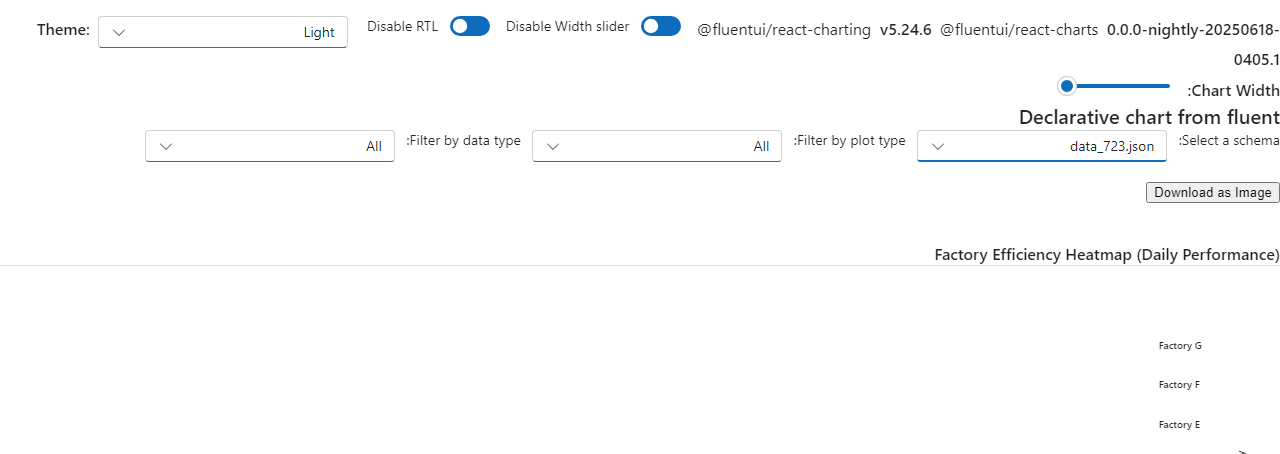 Theme: Light Disable RTL Disable Width slider @fluentui/react-charting v5.24.6 @fluentui/react-charts 0.0.0-nightly-20250618-
0405.1
:Chart Width
Declarative chart from fluent
:Select a schema data_723.json :Filter by plot type All :Filter by data type All
Download as Image
Factory Efficiency Heatmap (Daily Performance)
Factory G
Factory F
Factory E